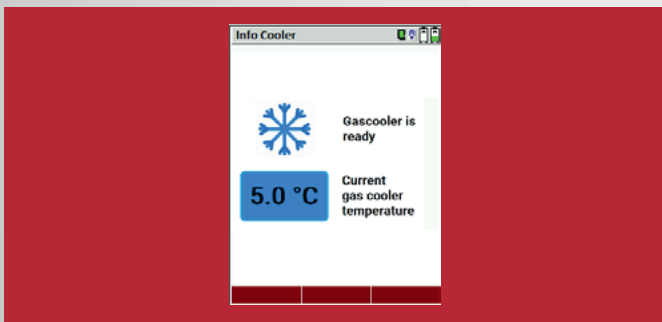 Info Cooler
Gascooler is
ready
5.0 °C
Current
gas cooler
temperature